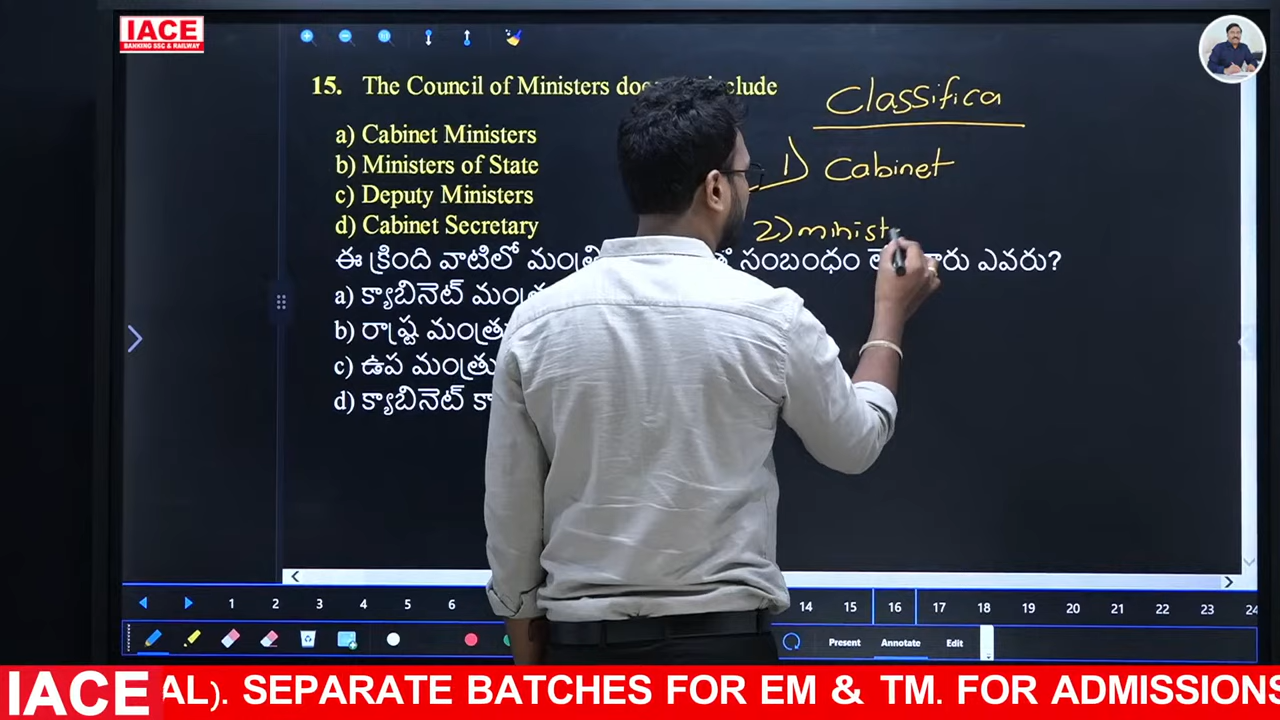 IACE
BANKING SSC & RAILWAY
15. The Council of Ministers
Classifica
a) Cabinet Ministers
1) Cabinet
b) Ministers of State
c) Deputy Ministers
d) Cabinet Secretary
2) minist
ఈ క్రింది వాటిలో సంబంధం ఎవరు?
a) క్యాబినెట్
b) రాష్ట్ర
c) ఉప
d) క్యాబినెట్
1 2 3 4 5 6 14 15 16 17 18 19 20 21 22 23 24
Present Annotate Edit
IACE AL). SEPARATE BATCHES FOR EM & TM. FOR ADMISSIONS